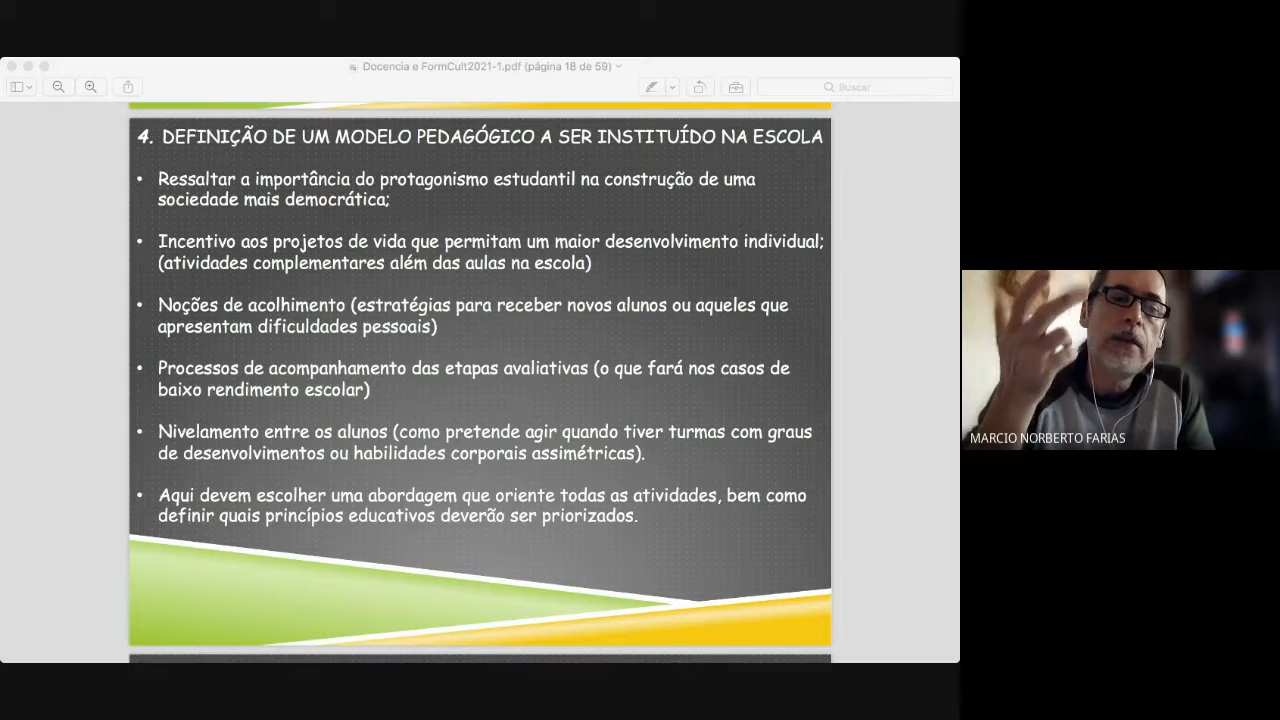 Docencia e FormCult2021-1.pdf (página 18 de 59)
Buscar
4. DEFINIÇÃO DE UM MODELO PEDAGÓGICO A SER INSTITUÍDO NA ESCOLA
• Ressaltar a importância do protagonismo estudantil na construção de uma
sociedade mais democrática;
• Incentivo aos projetos de vida que permitam um maior desenvolvimento individual;
(atividades complementares além das aulas na escola)
• Noções de acolhimento (estratégias para receber novos alunos ou aqueles que
apresentam dificuldades pessoais)
• Processos de acompanhamento das etapas avaliativas (o que fará nos casos de
baixo rendimento escolar)
• Nivelamento entre os alunos (como pretende agir quando tiver turmas com graus
de desenvolvimentos ou habilidades corporais assimétricas).
• Aqui devem escolher uma abordagem que oriente todas as atividades, bem como
definir quais princípios educativos deverão ser priorizados.
MARCIO NORBERTO FARIAS